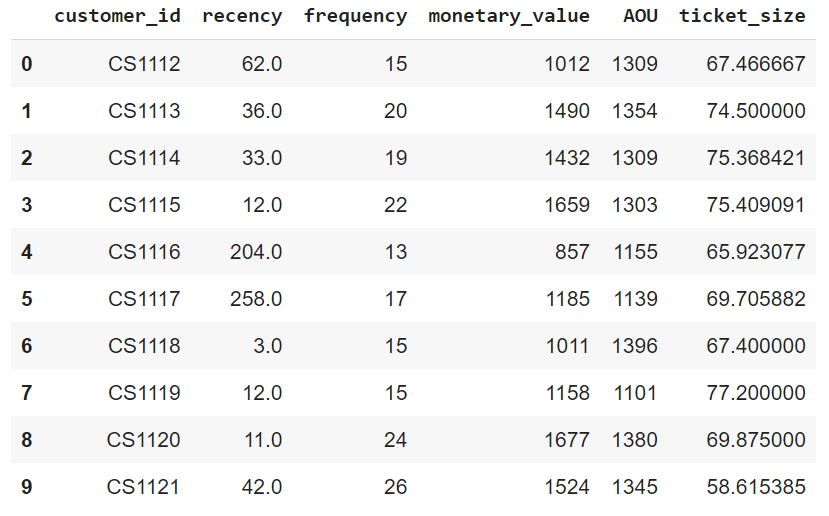 customer_id recency frequency monetary_value AOU ticket_size
0 CS1112 62.0 15 1012 1309 67.466667
1 CS1113 36.0 20 1490 1354 74.500000
2 CS1114 33.0 19 1432 1309 75.368421
3 CS1115 12.0 22 1659 1303 75.409091
4 CS1116 204.0 13 857 1155 65.923077
5 CS1117 258.0 17 1185 1139 69.705882
6 CS1118 3.0 15 1011 1396 67.400000
7 CS1119 12.0 15 1158 1101 77.200000
8 CS1120 11.0 24 1677 1380 69.875000
9 CS1121 42.0 26 1524 1345 58.615385